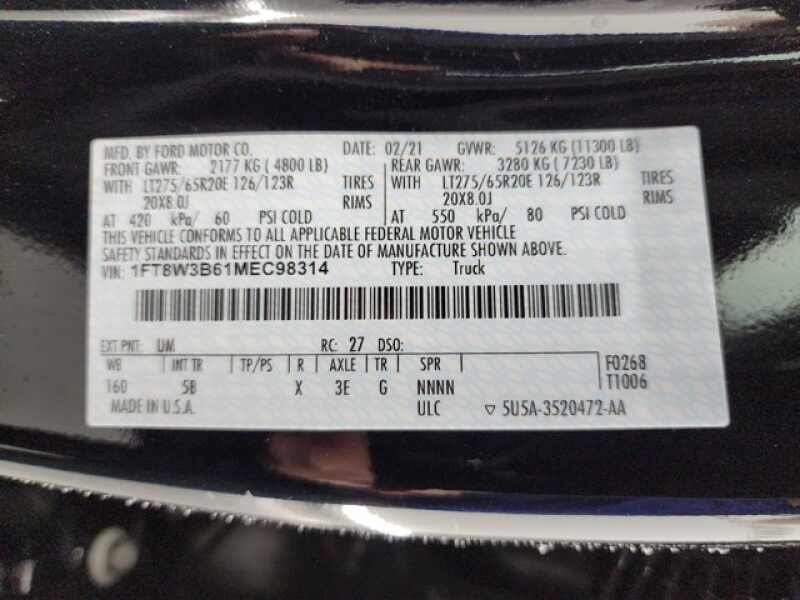 MFD. BY FORD MOTOR CO. DATE: 02/21 GVWR: 5126 KG (11300 LB)
FRONT GAWR: 2177 KG (4800 LB) REAR GAWR: 3280 KG (7230 LB)
WITH LT275/65R20E 126/123R TIRES WITH LT275/65R20E 126/123R TIRES
20X8.0J RIMS 20X8.0J RIMS
AT 420 kPa/ 60 PSI COLD AT 550 kPa/ 80 PSI COLD
THIS VEHICLE CONFORMS TO ALL APPLICABLE FEDERAL MOTOR VEHICLE
SAFETY STANDARDS IN EFFECT ON THE DATE OF MANUFACTURE SHOWN ABOVE.
VIN: 1FT8W3B61MEC98314 TYPE: Truck
EXT PNT: UM RC: 27 DSO:
WB INT TR TP/PS R AXLE TR SPR F0268
160 5B X 3E G NNNN T1006
MADE IN U.S.A. ULC ▽ 5U5A-3520472-AA